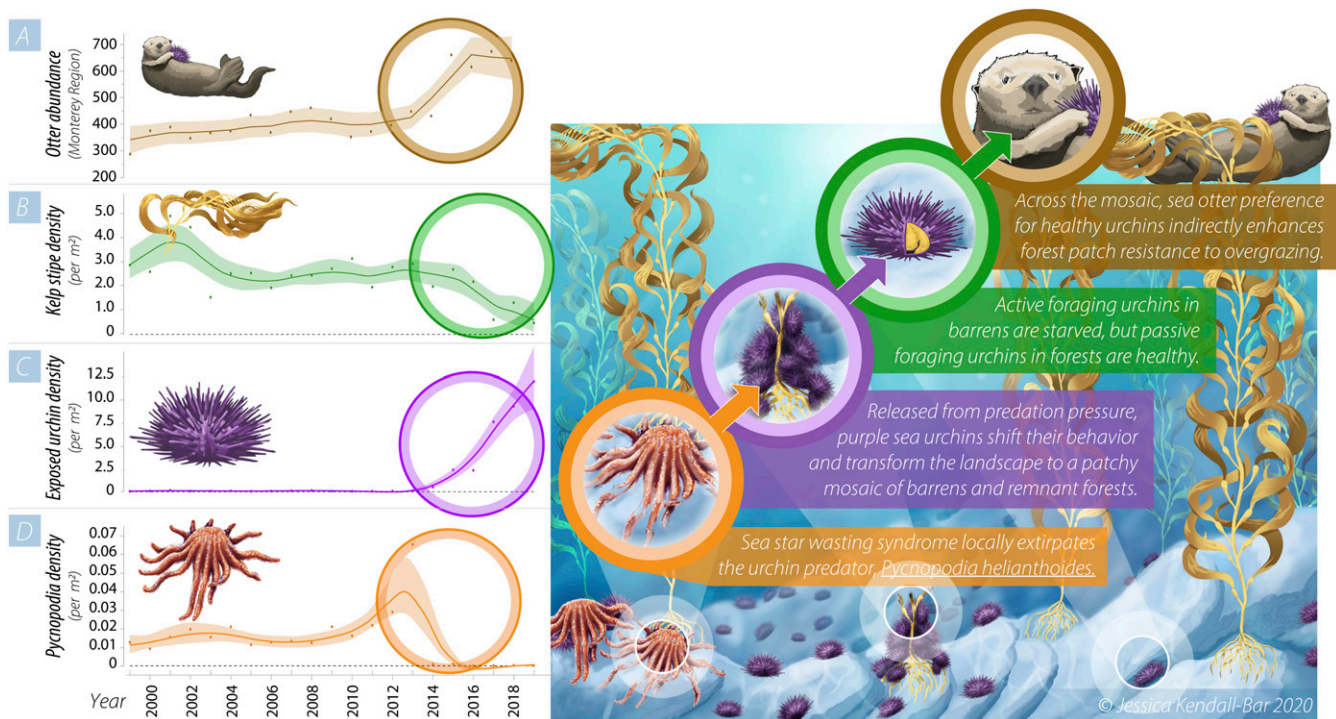 A
Otter abundance
(Monterey Region)
700
600
500
400
300
200
B
Kelp stipe density
(per m²)
5.0
4.0
3.0
2.0
1.0
0
C
Exposed urchin density
(per m²)
12.5
10.0
7.5
5.0
2.5
0
D
Pycnopodia density
(per m²)
0.07
0.06
0.05
0.04
0.03
0.02
0.01
0
Year
2000
2002
2004
2006
2008
2010
2012
2014
2016
2018
Across the mosaic, sea otter preference
for healthy urchins indirectly enhances
forest patch resistance to overgrazing.
Active foraging urchins in
barrens are starved, but passive
foraging urchins in forests are healthy.
Released from predation pressure,
purple sea urchins shift their behavior
and transform the landscape to a patchy
mosaic of barrens and remnant forests.
Sea star wasting syndrome locally extirpates
the urchin predator, Pycnopodia helianthoides.
© Jessica Kendall-Bar 2020